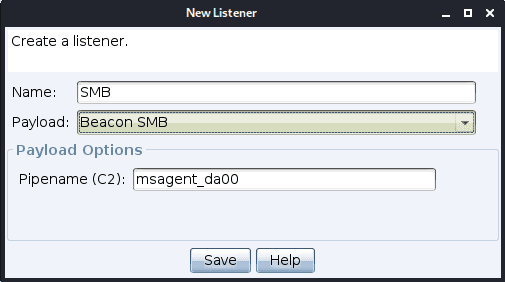 New Listener
Create a listener.
Name: SMB
Payload: Beacon SMB
Payload Options
Pipename (C2): msagent_da00
Save Help